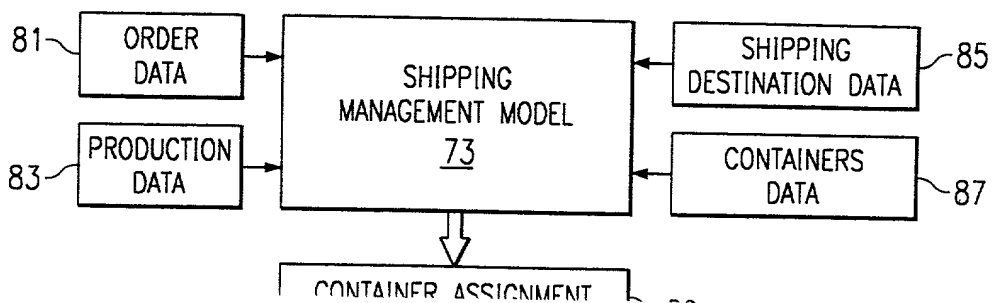 81
ORDER
DATA
SHIPPING
MANAGEMENT MODEL
73
SHIPPING
DESTINATION DATA
85
83
PRODUCTION
DATA
CONTAINERS
DATA
87
CONTAINER ASSIGNMENT